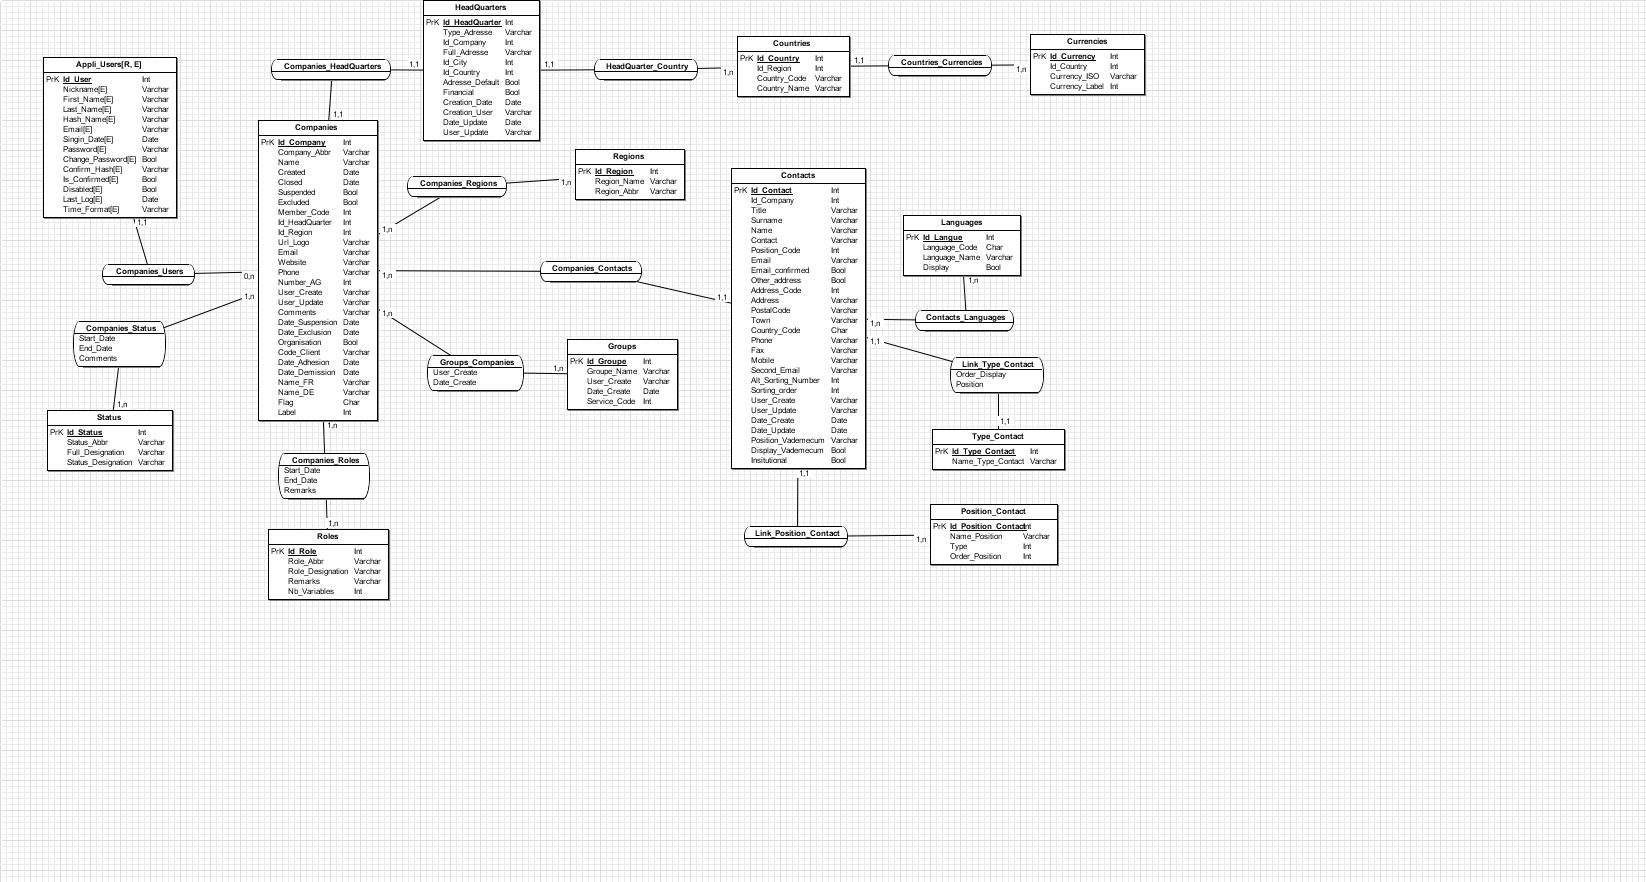 HeadQuarters
PrK Id_HeadQuarter Int
Type_Adresse Varchar
Id_Company Int
Full_Adresse Varchar
Id_City Int
Id_Country Int
Adresse_Default Bool
Financial Bool
Creation_Date Date
Creation_User Varchar
Date_Update Date
User_Update Varchar
Companies_HeadQuarters
1,1
1,1
1,1
HeadQuarter_Country
1,n
Countries
PrK Id_Country Int
Id_Region Int
Country_Code Varchar
Country_Name Varchar
1,1
Countries_Currencies
1,n
Currencies
PrK Id_Currency Int
Id_Country Int
Currency_ISO Varchar
Currency_Label Int
Appli_Users[R, E]
PrK Id_User Int
Nickname[E] Varchar
First_Name[E] Varchar
Last_Name[E] Varchar
Hash_Name[E] Varchar
Email[E] Varchar
Singin_Date[E] Date
Password[E] Varchar
Change_Password[E] Bool
Confirm_Hash[E] Varchar
Is_Confirmed[E] Bool
Disabled[E] Bool
Last_Log[E] Date
Time_Format[E] Varchar
1,1
Companies_Users
0,n
Companies
PrK Id_Company Int
Company_Abbr Varchar
Name Varchar
Created Date
Closed Date
Suspended Bool
Excluded Bool
Member_Code Int
Id_HeadQuarter Int
Id_Region Int
Url_Logo Varchar
Email Varchar
Website Varchar
Phone Varchar
Number_AG Int
User_Create Varchar
User_Update Varchar
Comments Varchar
Date_Suspension Date
Date_Exclusion Date
Organisation Bool
Code_Client Varchar
Date_Adhesion Date
Date_Demission Date
Name_FR Varchar
Name_DE Varchar
Flag Char
Label Int
1,n
Companies_Regions
1,n
Regions
PrK Id_Region Int
Region_Name Varchar
Region_Abbr Varchar
1,n
Companies_Contacts
1,1
Contacts
PrK Id_Contact Int
Id_Company Int
Title Varchar
Surname Varchar
Name Varchar
Contact Varchar
Position_Code Int
Email Varchar
Email_confirmed Bool
Other_address Bool
Address_Code Int
Address Varchar
PostalCode Varchar
Town Varchar
Country_Code Char
Phone Varchar
Fax Varchar
Mobile Varchar
Second_Email Varchar
Alt_Sorting_Number Int
Sorting_order Int
User_Create Varchar
User_Update Varchar
Date_Create Date
Date_Update Date
Position_Vademecum Varchar
Display_Vademecum Bool
Insitutional Bool
Languages
PrK Id_Langue Int
Language_Code Char
Language_Name Varchar
Display Bool
1,n
Contacts_Languages
1,n
1,1
Link_Type_Contact
Order_Display
Position
1,1
Type_Contact
PrK Id_Type_Contact Int
Name_Type_Contact Varchar
1,n
Companies_Status
Start_Date
End_Date
Comments
1,n
Status
PrK Id_Status Int
Status_Abbr Varchar
Full_Designation Varchar
Status_Designation Varchar
1,n
Groups_Companies
User_Create
Date_Create
1,n
Groups
PrK Id_Groupe Int
Groupe_Name Varchar
User_Create Varchar
Date_Create Date
Service_Code Int
1,n
Companies_Roles
Start_Date
End_Date
Remarks
1,n
Roles
PrK Id_Role Int
Role_Abbr Varchar
Role_Designation Varchar
Remarks Varchar
Nb_Variables Int
1,1
Link_Position_Contact
1,n
Position_Contact
PrK Id_Position_Contact Int
Name_Position Varchar
Type Int
Order_Position Int